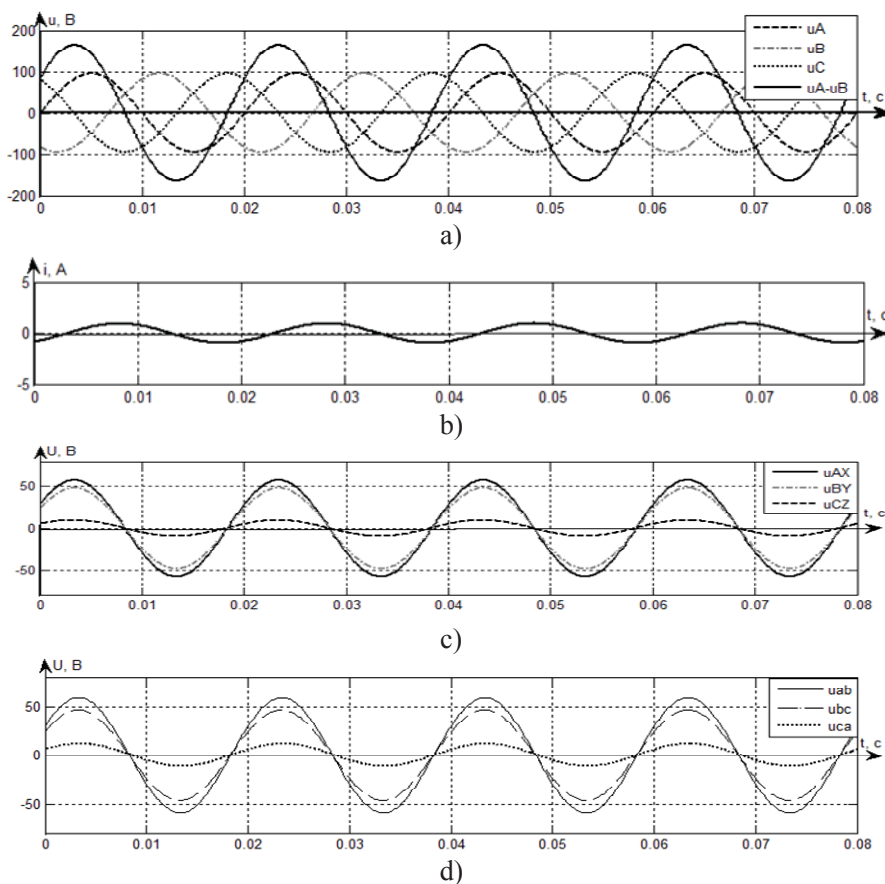 u, В
200
100
0
-100
-200
0
0.01
0.02
0.03
0.04
0.05
0.06
0.07
0.08
t, c
uA
uB
uC
uA-uB
a)
i, A
5
0
-5
0
0.01
0.02
0.03
0.04
0.05
0.06
0.07
0.08
t, c
b)
U, В
50
0
-50
0
0.01
0.02
0.03
0.04
0.05
0.06
0.07
0.08
t, c
uAX
uBY
uCZ
c)
U, В
50
0
-50
0
0.01
0.02
0.03
0.04
0.05
0.06
0.07
0.08
t, c
uab
ubc
uca
d)